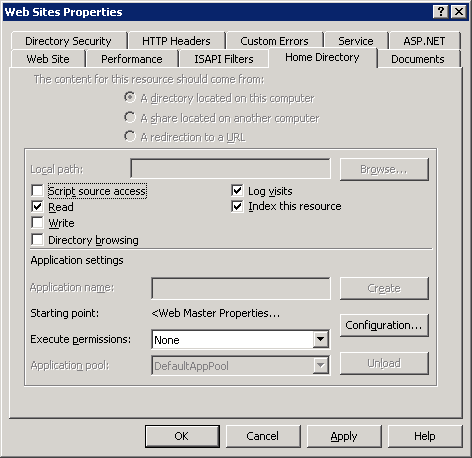 Web Sites Properties
Directory Security HTTP Headers Custom Errors Service ASP.NET
Web Site Performance ISAPI Filters Home Directory Documents
The content for this resource should come from:
A directory located on this computer
A share located on another computer
A redirection to a URL
Local path: Browse...
Script source access Log visits
Read Index this resource
Write
Directory browsing
Application settings
Application name: Create
Starting point: <Web Master Properties...
Configuration...
Execute permissions: None
Application pool: DefaultAppPool Unload
OK Cancel Apply Help